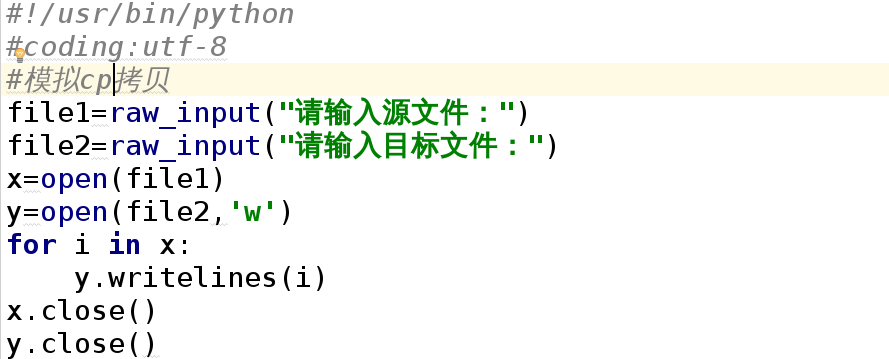 #!/usr/bin/python
#coding:utf-8
#模拟cp拷贝
file1=raw_input("请输入源文件：")
file2=raw_input("请输入目标文件：")
x=open(file1)
y=open(file2,'w')
for i in x:
    y.writelines(i)
x.close()
y.close()